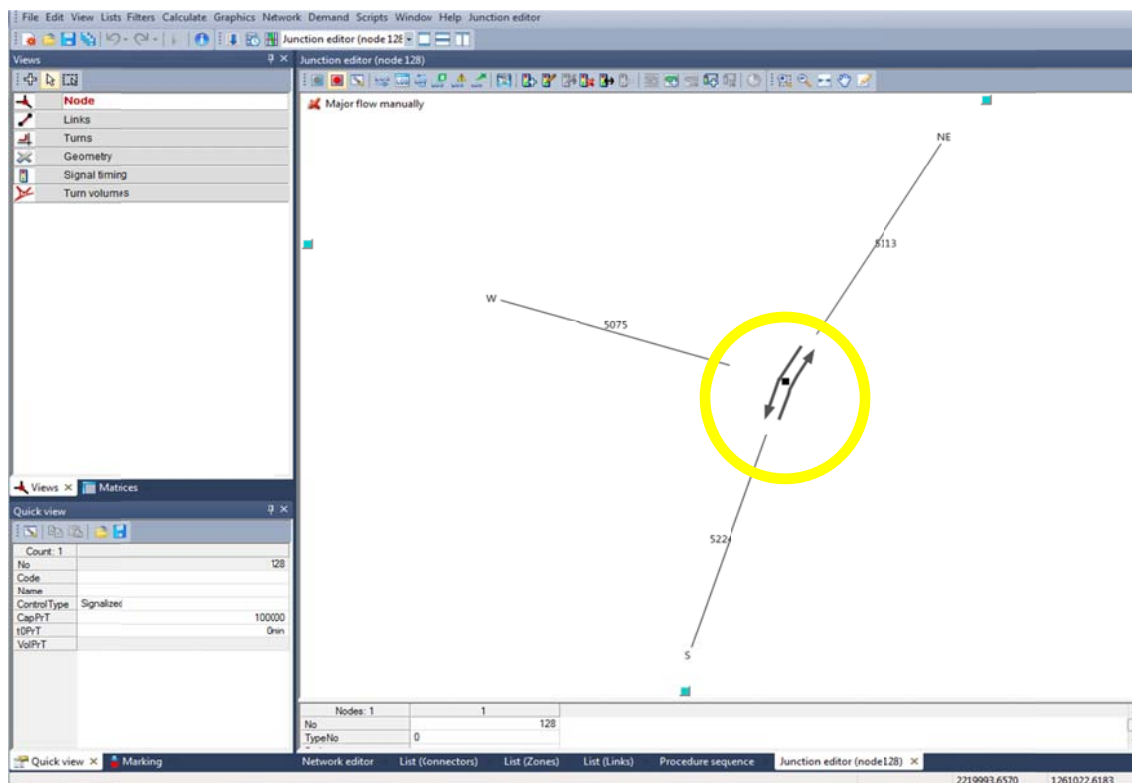 File Edit View Lists Filters Calculate Graphics Network Demand Scripts Window Help Junction editor
Junction editor (node 128
Views
Node
Links
Turns
Geometry
Signal timing
Turn volumes
Views
Matrices
Quick view
Count: 1
No 128
Code
Name
ControlType Signalized
CapPrT 100000
t0PrT 0min
VolPrT
Quick view
Marking
Junction editor (node 128)
Major flow manually
NE
5113
W
5075
5224
S
Nodes: 1 1
No 128
TypeNo 0
Network editor List (Connectors) List (Zones) List (Links) Procedure sequence Junction editor (node128)
2219993,6570 1261022,6183